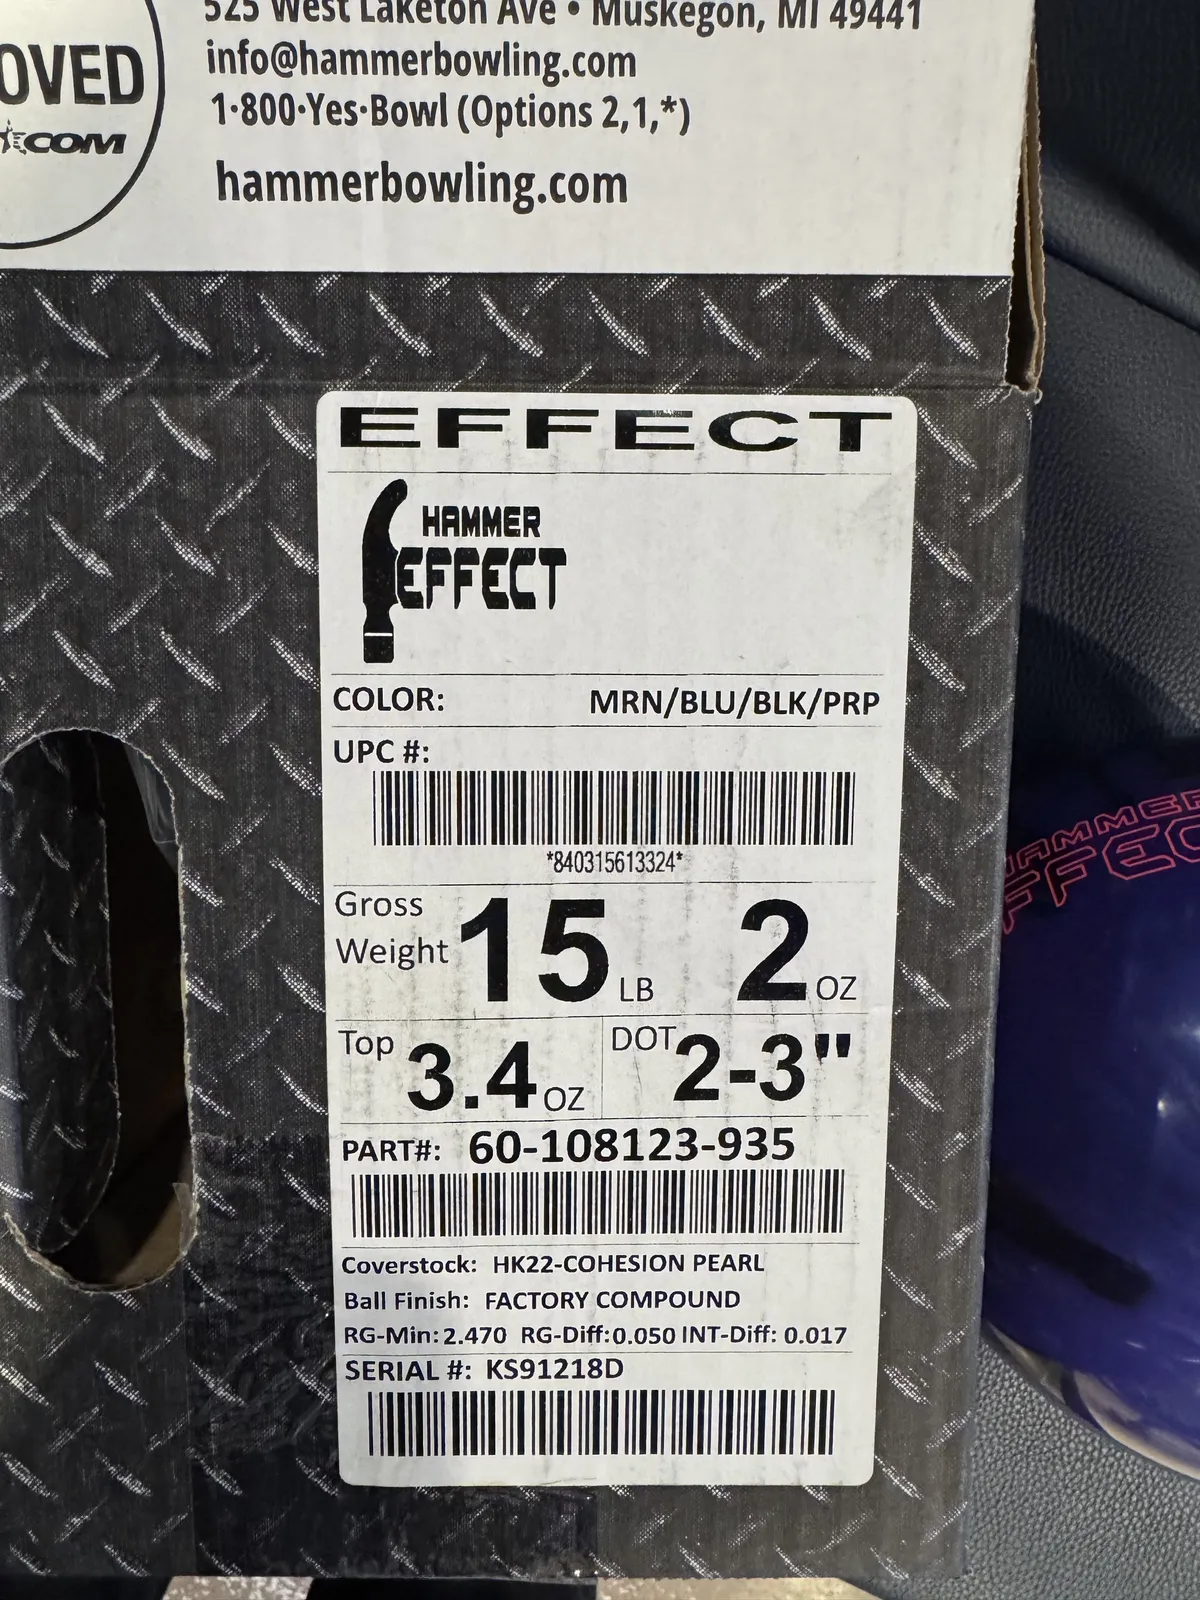 525 West Laketon Ave • Muskegon, MI 49441
info@hammerbowling.com
1·800·Yes·Bowl (Options 2,1,*)
hammerbowling.com
OVED
COM
EFFECT
HAMMER
EFFECT
COLOR: MRN/BLU/BLK/PRP
UPC #:
*840315613324*
Gross Weight 15 LB 2 OZ
Top 3.4 OZ DOT 2-3"
PART#: 60-108123-935
Coverstock: HK22-COHESION PEARL
Ball Finish: FACTORY COMPOUND
RG-Min: 2.470 RG-Diff: 0.050 INT-Diff: 0.017
SERIAL #: KS91218D
HAMMER
EFFEC